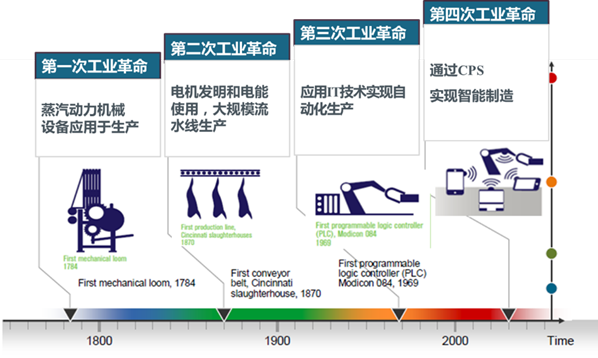 第一次工业革命
蒸汽动力机械
设备应用于生产
First mechanical loom
1784
First mechanical loom, 1784
第二次工业革命
电机发明和电能
使用，大规模流
水线生产
First production line,
Cincinnati slaughterhouses
1870
First conveyor
belt, Cincinnati
slaughterhouse, 1870
第三次工业革命
应用IT技术实现自
动化生产
First programmable logic controller
(PLC), Modicon 084
1969
First programmable
logic controller (PLC)
Modicon 084, 1969
第四次工业革命
通过CPS
实现智能制造
1800
1900
2000
Time